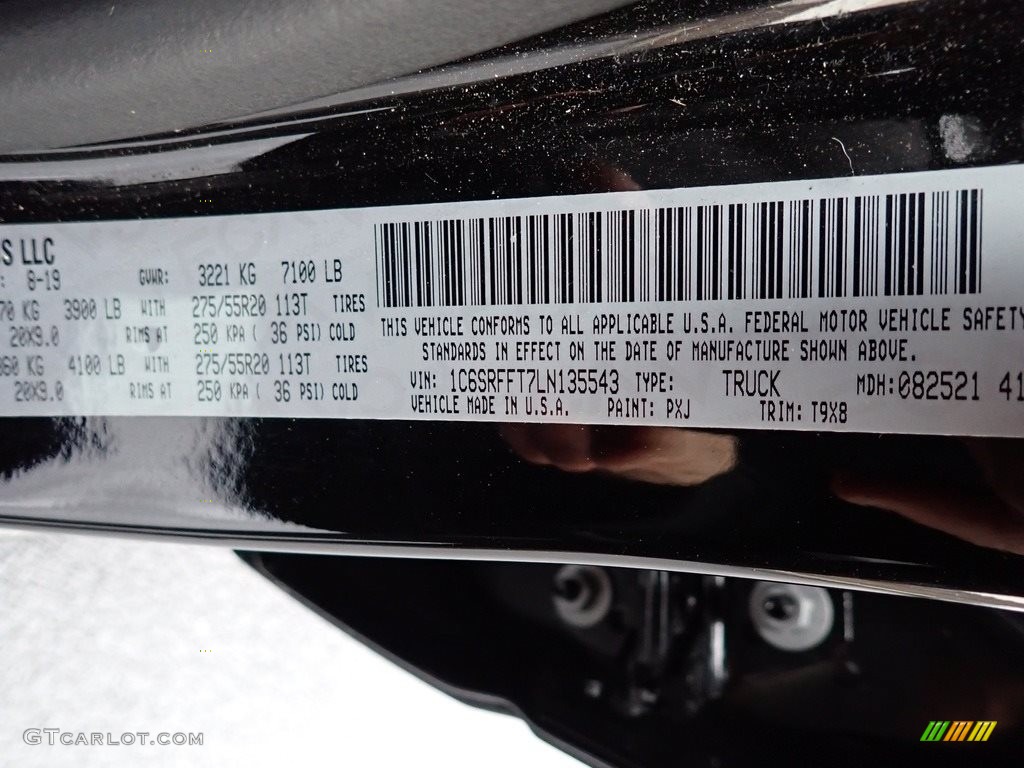 S LLC
8-19 GVWR: 3221 KG 7100 LB
70 KG 3900 LB WITH 275/55R20 113T TIRES
20X9.0 RIMS AT 250 KPA ( 36 PSI) COLD
060 KG 4100 LB WITH 275/55R20 113T TIRES
20X9.0 RIMS AT 250 KPA ( 36 PSI) COLD
THIS VEHICLE CONFORMS TO ALL APPLICABLE U.S.A. FEDERAL MOTOR VEHICLE SAFETY
STANDARDS IN EFFECT ON THE DATE OF MANUFACTURE SHOWN ABOVE.
VIN: 1C6SRFFT7LN135543 TYPE: TRUCK MDH:082521 41
VEHICLE MADE IN U.S.A. PAINT: PXJ TRIM: T9X8
GTCARLOT.COM